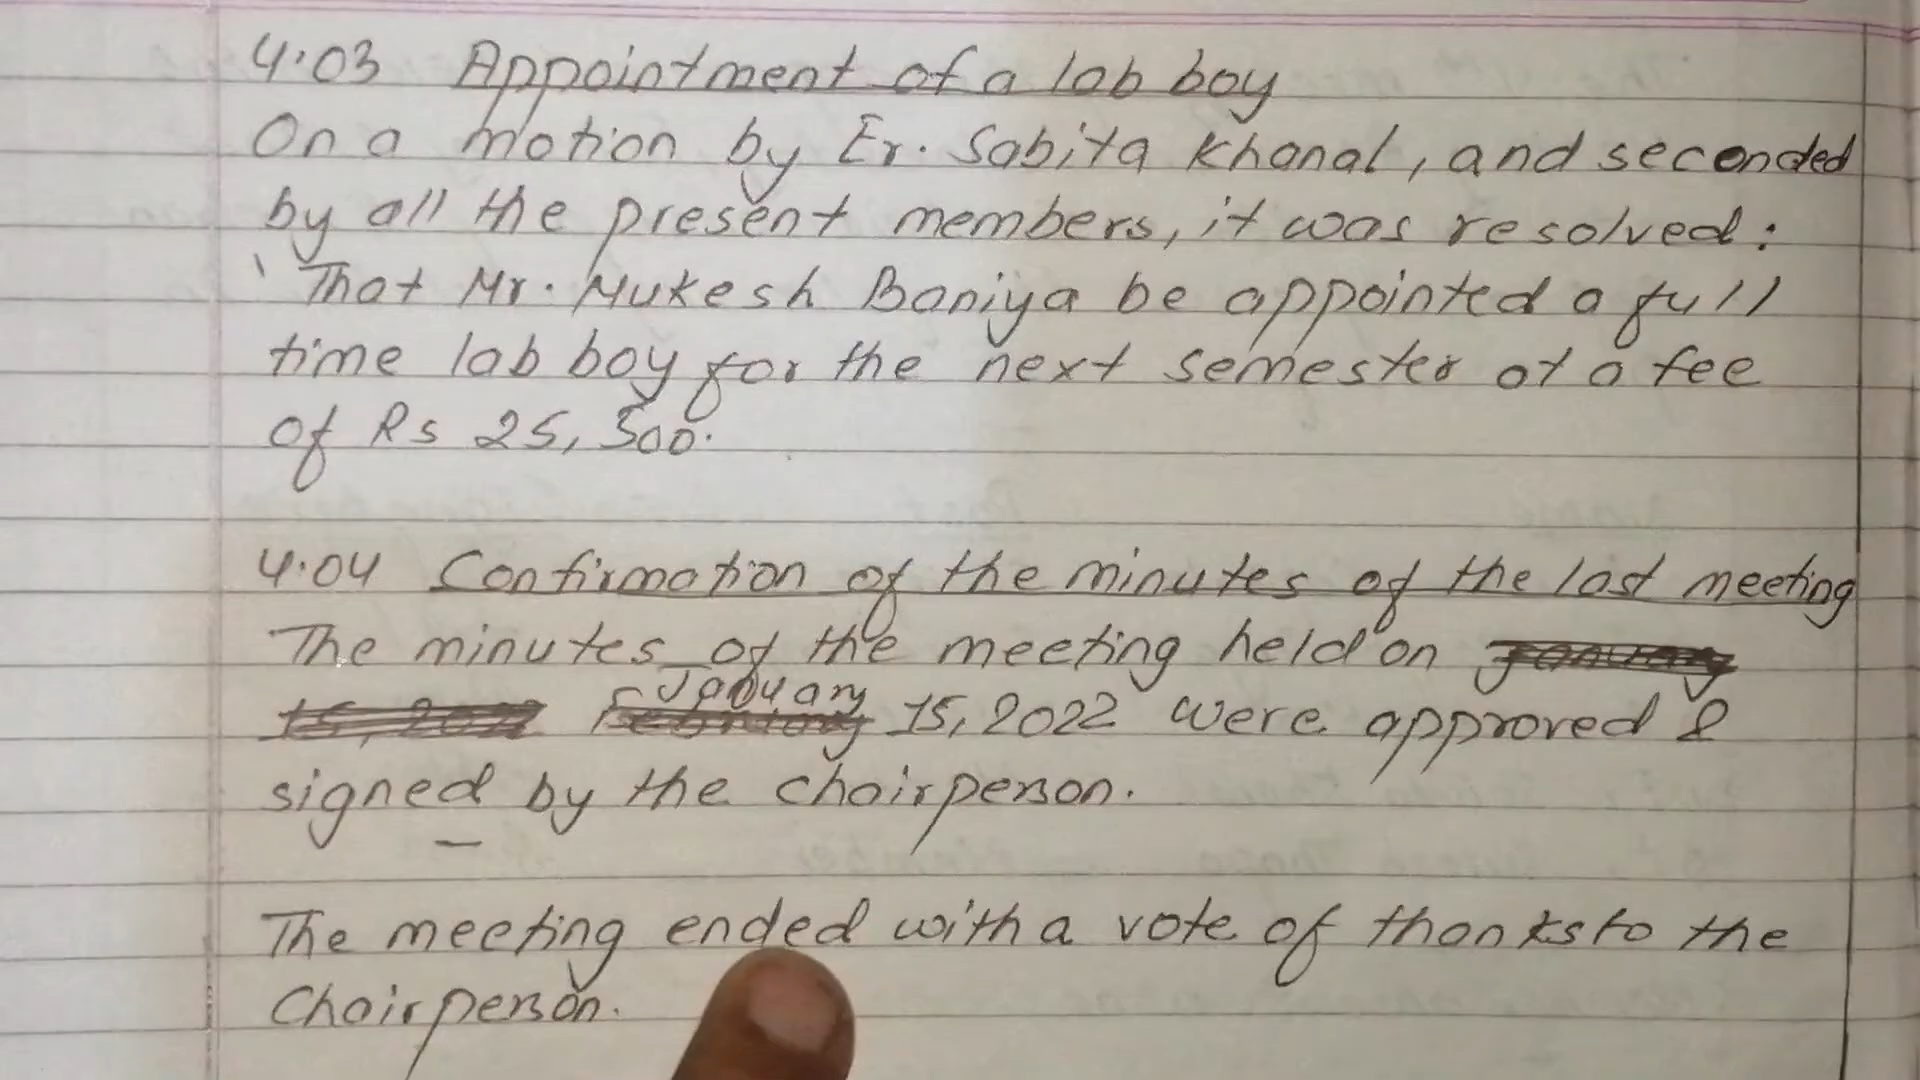 4.03 Appointment of a lab boy
On a motion by Er. Sabita Khanal, and seconded
by all the present members, it was resolved:
' That Mr. Mukesh Baniya be appointed a full
time lab boy for the next semester at a fee
of Rs 25,500.
4.04 Confirmation of the minutes of the last meeting
The minutes of the meeting held on January
15, 2022 February January 15, 2022 were approved &
signed by the chairperson.
The meeting ended with a vote of thanks to the
Chairperson.